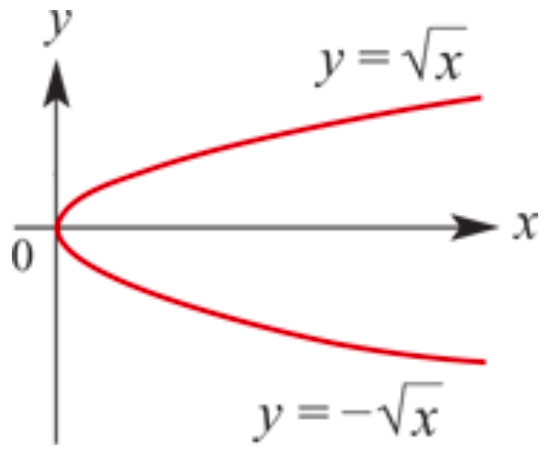 y
y = √x
x
0
y = −√x